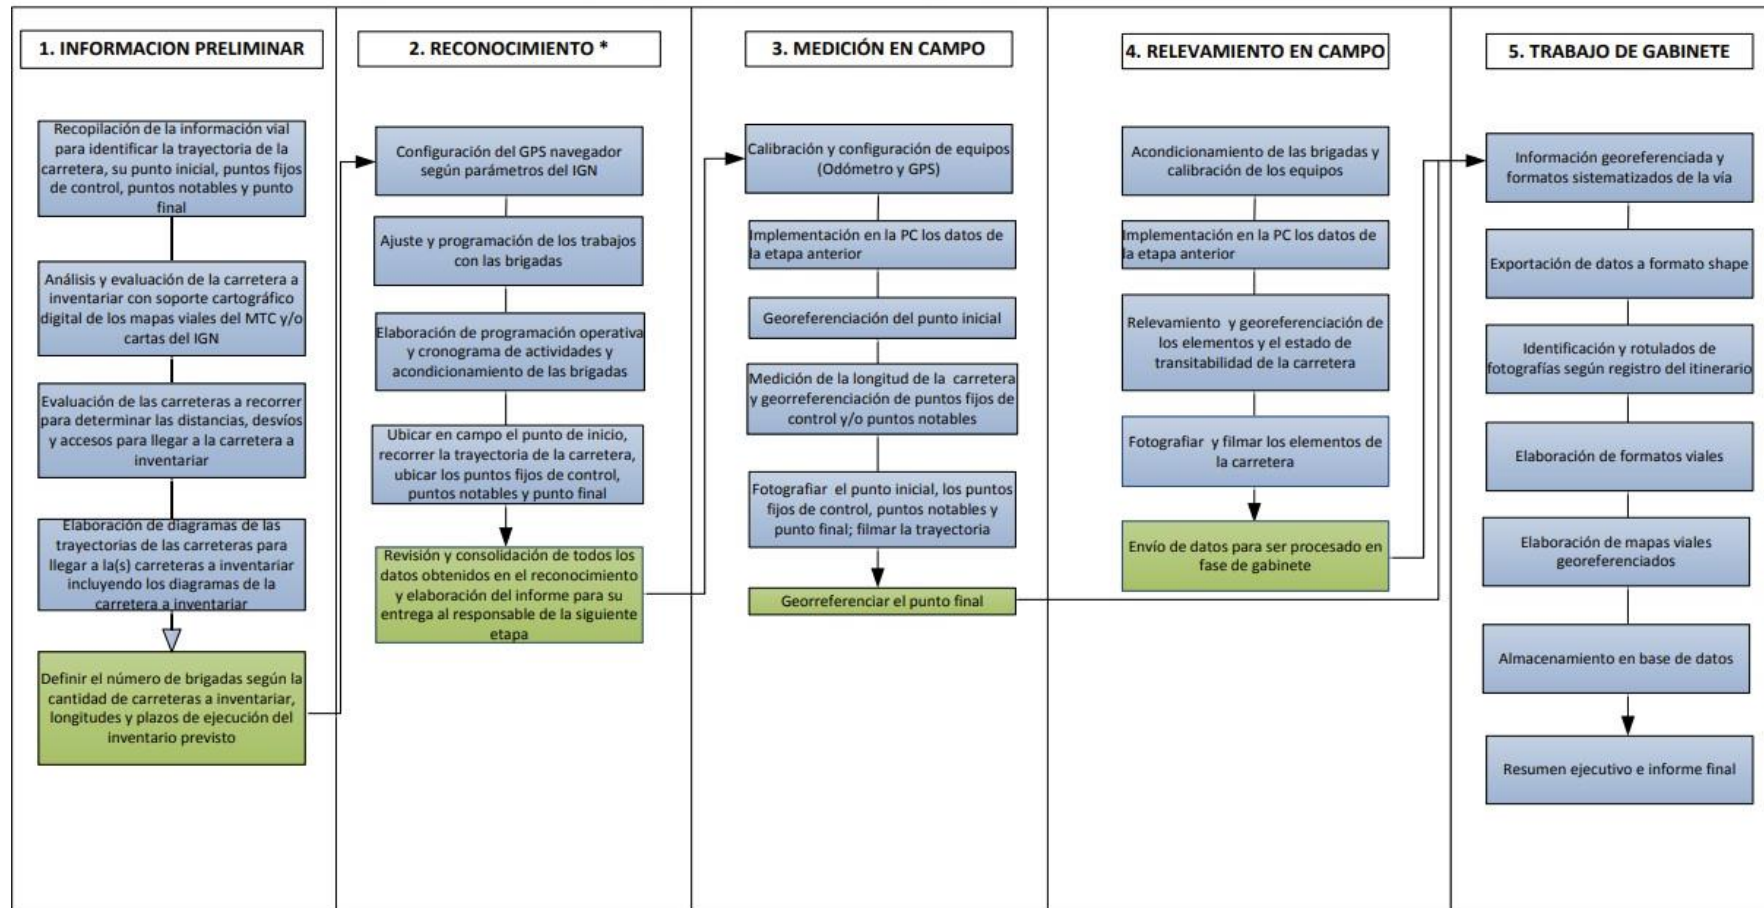 1. INFORMACION PRELIMINAR
Recopilación de la información vial
para identificar la trayectoria de la
carretera, su punto inicial, puntos fijos
de control, puntos notables y punto
final
Análisis y evaluación de la carretera a
inventariar con soporte cartográfico
digital de los mapas viales del MTC y/o
cartas del IGN
Evaluación de las carreteras a recorrer
para determinar las distancias, desvíos
y accesos para llegar a la carretera a
inventariar
Elaboración de diagramas de las
trayectorias de las carreteras para
llegar a la(s) carreteras a inventariar
incluyendo los diagramas de la
carretera a inventariar
Definir el número de brigadas según la
cantidad de carreteras a inventariar,
longitudes y plazos de ejecución del
inventario previsto
2. RECONOCIMIENTO *
Configuración del GPS navegador
según parámetros del IGN
Ajuste y programación de los trabajos
con las brigadas
Elaboración de programación operativa
y cronograma de actividades y
acondicionamiento de las brigadas
Ubicar en campo el punto de inicio,
recorrer la trayectoria de la carretera,
ubicar los puntos fijos de control,
puntos notables y punto final
Revisión y consolidación de todos los
datos obtenidos en el reconocimiento
y elaboración del informe para su
entrega al responsable de la siguiente
etapa
3. MEDICIÓN EN CAMPO
Calibración y configuración de equipos
(Odómetro y GPS)
Implementación en la PC los datos de
la etapa anterior
Georeferenciación del punto inicial
Medición de la longitud de la carretera
y georreferenciación de puntos fijos de
control y/o puntos notables
Fotografiar el punto inicial, los puntos
fijos de control, puntos notables y
punto final; filmar la trayectoria
Georreferenciar el punto final
4. RELEVAMIENTO EN CAMPO
Acondicionamiento de las brigadas y
calibración de los equipos
Implementación en la PC los datos de
la etapa anterior
Relevamiento y georeferenciación de
los elementos y el estado de
transitabilidad de la carretera
Fotografiar y filmar los elementos de
la carretera
Envío de datos para ser procesado en
fase de gabinete
5. TRABAJO DE GABINETE
Información georeferenciada y
formatos sistematizados de la vía
Exportación de datos a formato shape
Identificación y rotulados de
fotografías según registro del itinerario
Elaboración de formatos viales
Elaboración de mapas viales
georeferenciados
Almacenamiento en base de datos
Resumen ejecutivo e informe final